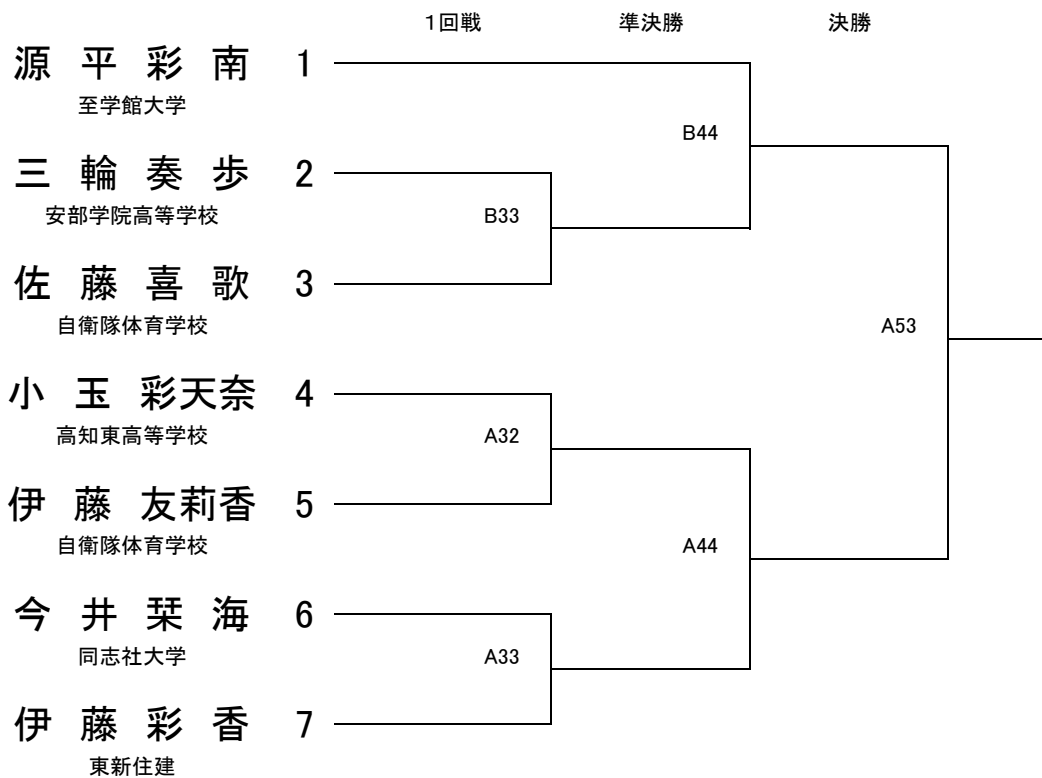 1回戦 準決勝 決勝
源 平 彩 南 1
至学館大学
B44
三 輪 奏 歩 2
安部学院高等学校
B33
佐 藤 喜 歌 3
自衛隊体育学校
A53
小 玉 彩天奈 4
高知東高等学校
A32
伊 藤 友莉香 5
自衛隊体育学校
A44
今 井 栞 海 6
同志社大学
A33
伊 藤 彩 香 7
東新住建